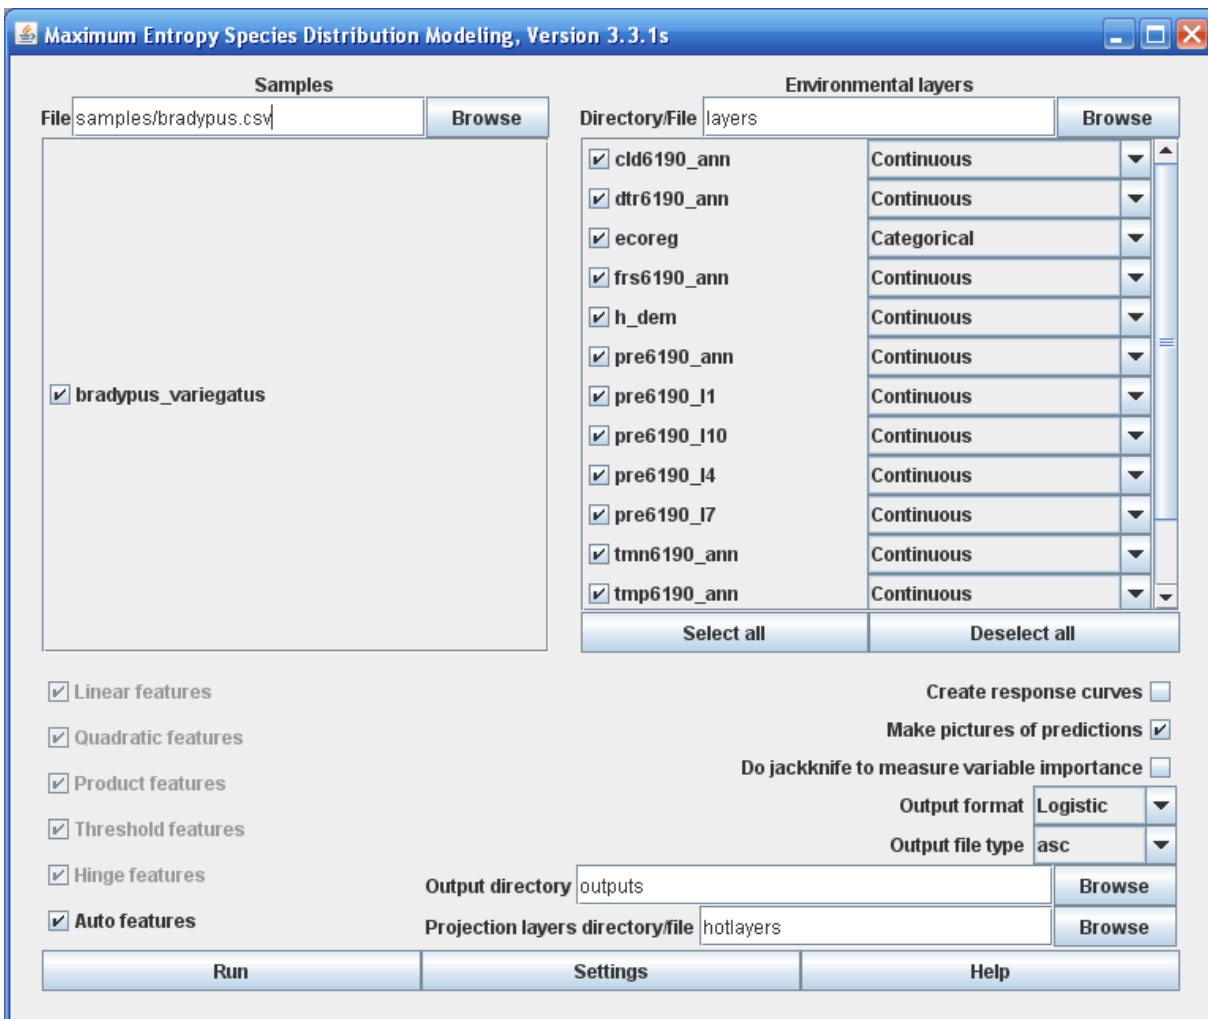 Maximum Entropy Species Distribution Modeling, Version 3.3.1s
Samples
File samples/bradypus.csv Browse
bradypus_variegatus
Environmental layers
Directory/File layers Browse
cld6190_ann Continuous
dtr6190_ann Continuous
ecoreg Categorical
frs6190_ann Continuous
h_dem Continuous
pre6190_ann Continuous
pre6190_l1 Continuous
pre6190_l10 Continuous
pre6190_l4 Continuous
pre6190_l7 Continuous
tmn6190_ann Continuous
tmp6190_ann Continuous
Select all Deselect all
Linear features
Quadratic features
Product features
Threshold features
Hinge features
Auto features
Create response curves
Make pictures of predictions
Do jackknife to measure variable importance
Output format Logistic
Output file type asc
Output directory outputs Browse
Projection layers directory/file hotlayers Browse
Run Settings Help